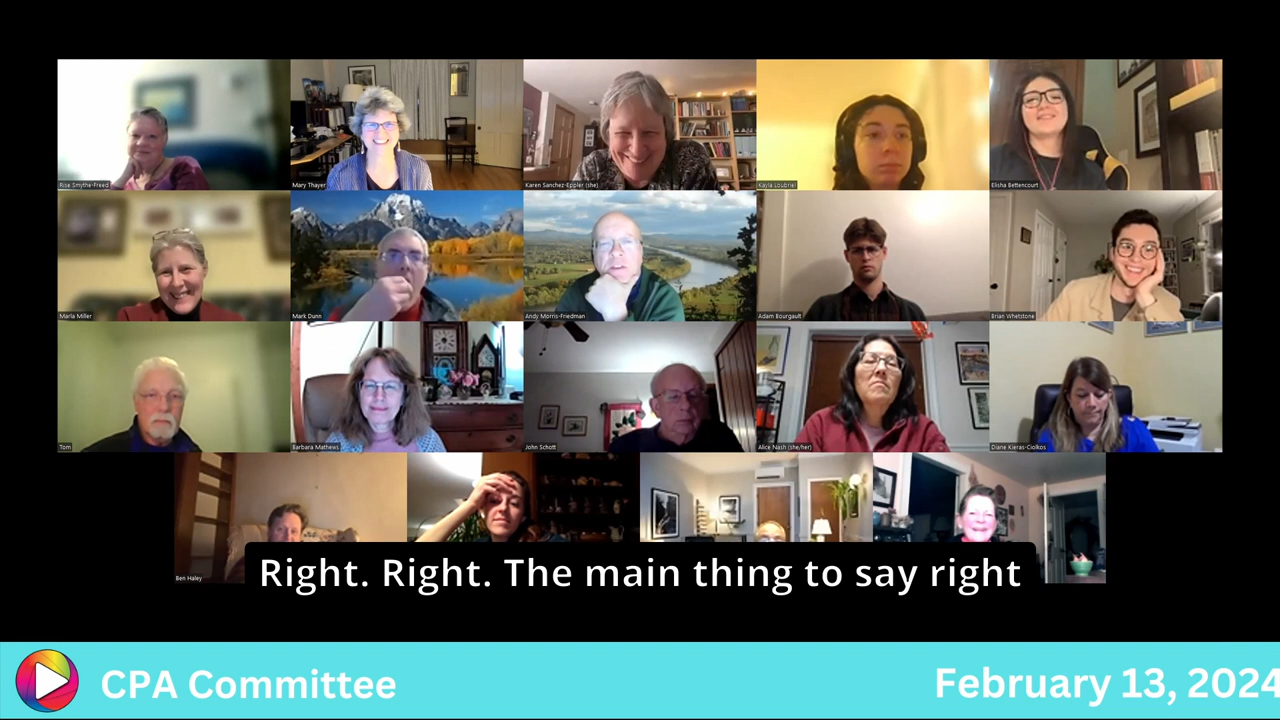 Risa Smythe-Freed
Mary Thayer
Karen Sanchez-Eppler (she)
Kayla Loubriel
Elisha Bettencourt
Marla Miller
Mark Dunn
Andy Morris-Friedman
Adam Bourgault
Brian Whetstone
Tom
Barbara Mathews
John Schott
Alice Nash (she/her)
Diane Kieras-Ciolkos
Ben Haley
Right. Right. The main thing to say right
CPA Committee
February 13, 2024